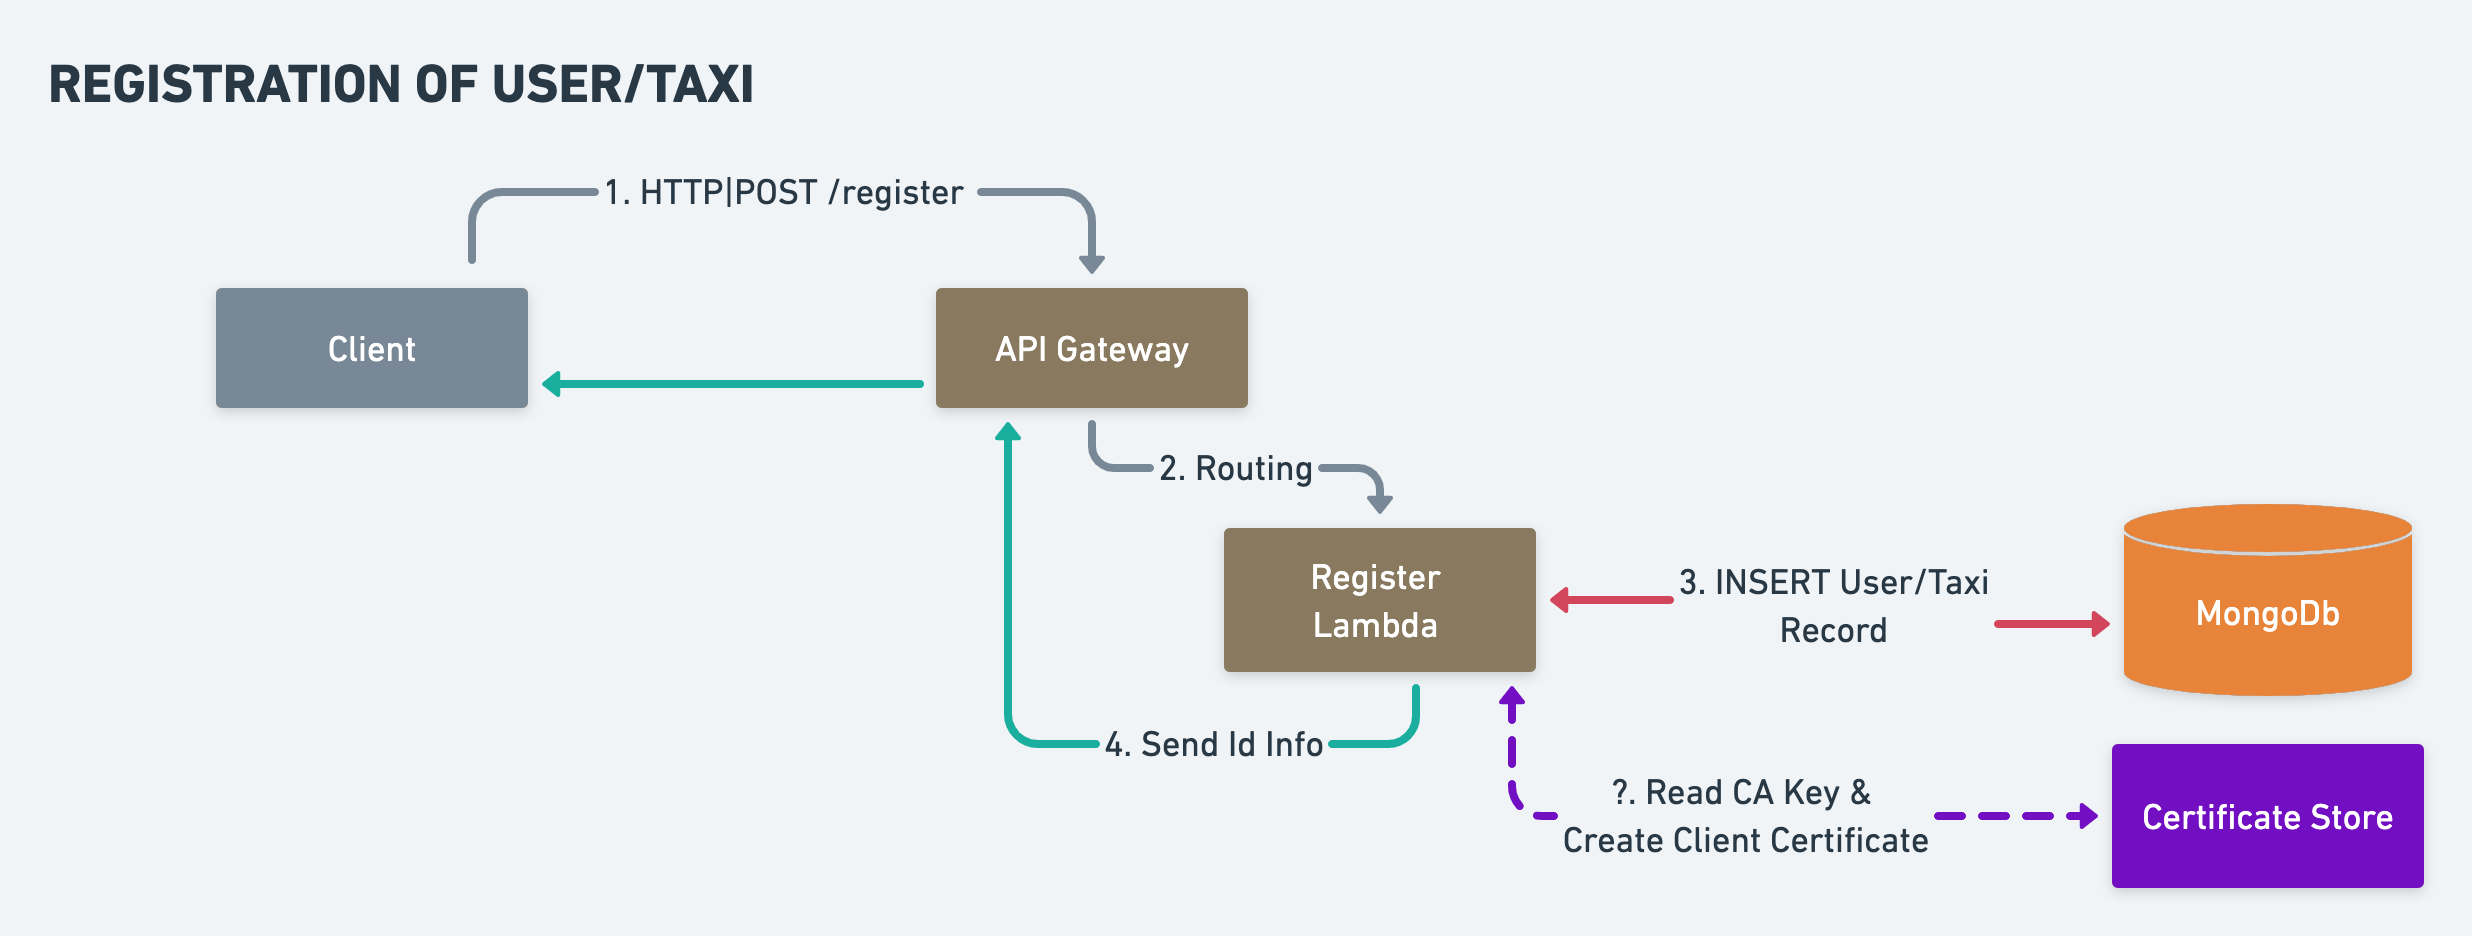 REGISTRATION OF USER/TAXI
1. HTTP|POST /register
Client
API Gateway
2. Routing
Register
Lambda
3. INSERT User/Taxi
Record
MongoDb
4. Send Id Info
?. Read CA Key &
Create Client Certificate
Certificate Store